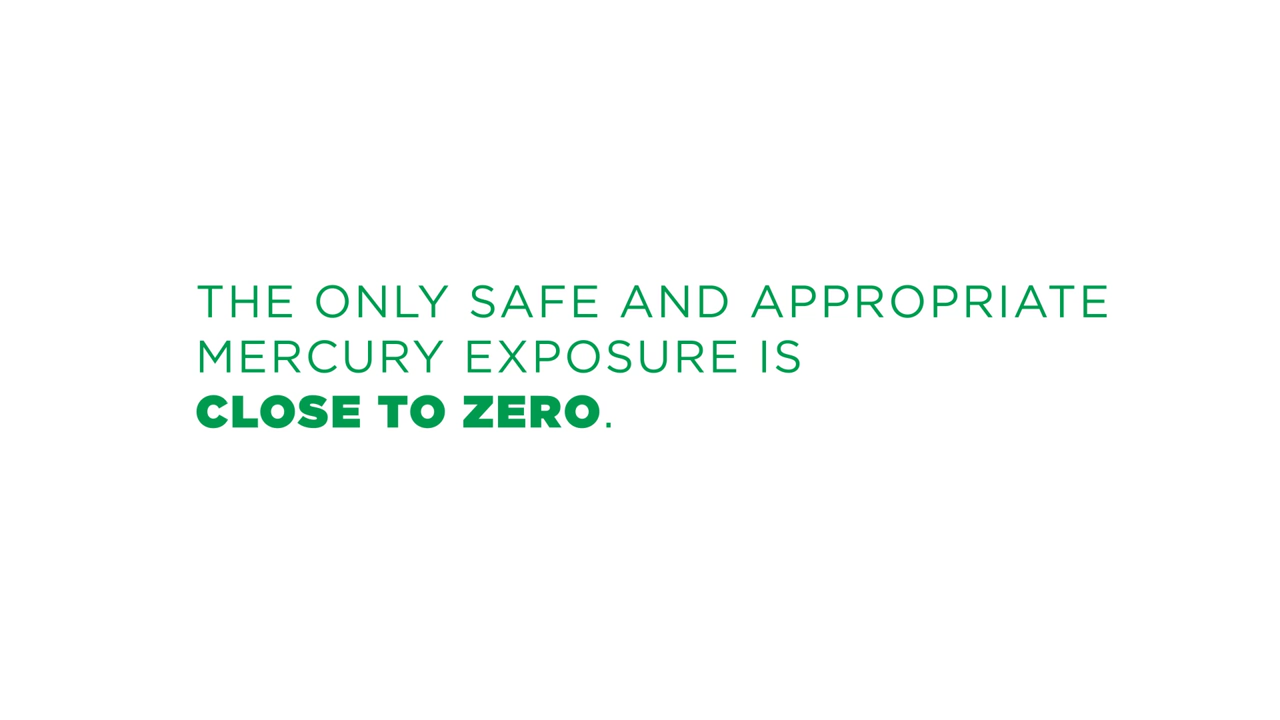 THE ONLY SAFE AND APPROPRIATE
MERCURY EXPOSURE IS
CLOSE TO ZERO.